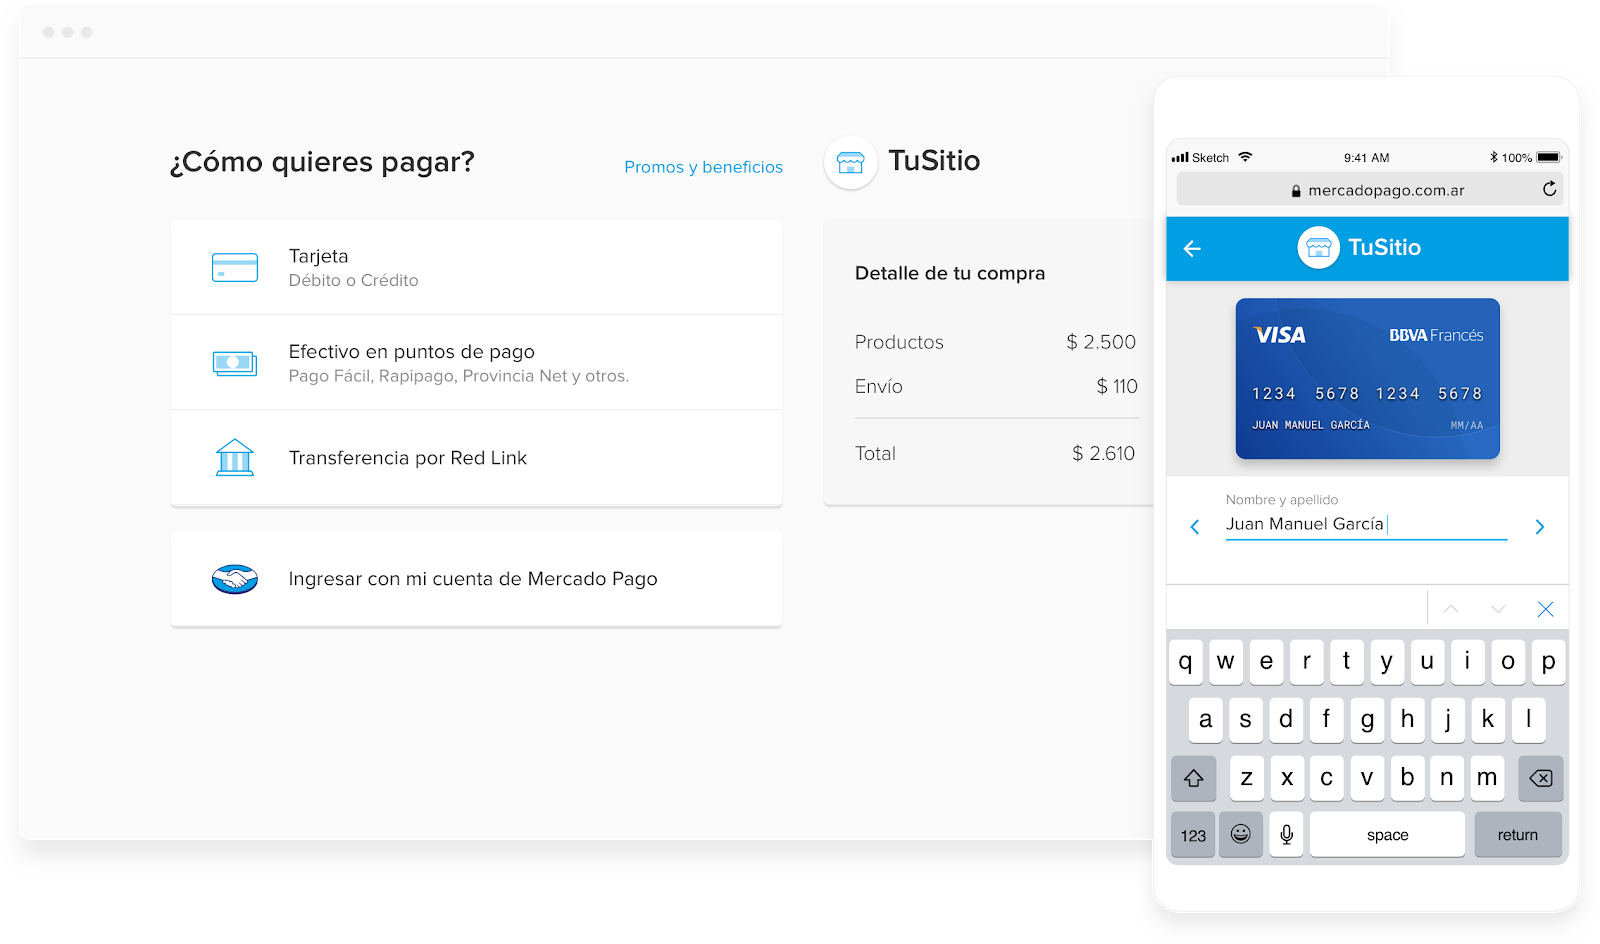 ¿Cómo quieres pagar?
Promos y beneficios
Tarjeta
Débito o Crédito
Efectivo en puntos de pago
Pago Fácil, Rapipago, Provincia Net y otros.
Transferencia por Red Link
Ingresar con mi cuenta de Mercado Pago
TuSitio
Detalle de tu compra
Productos $ 2.500
Envío $ 110
Total $ 2.610
Sketch 9:41 AM 100%
mercadopago.com.ar
TuSitio
VISA BBVA Francés
1234 5678 1234 5678
JUAN MANUEL GARCÍA MM/AA
Nombre y apellido
Juan Manuel García
q w e r t y u i o p
a s d f g h j k l
z x c v b n m
123 space return